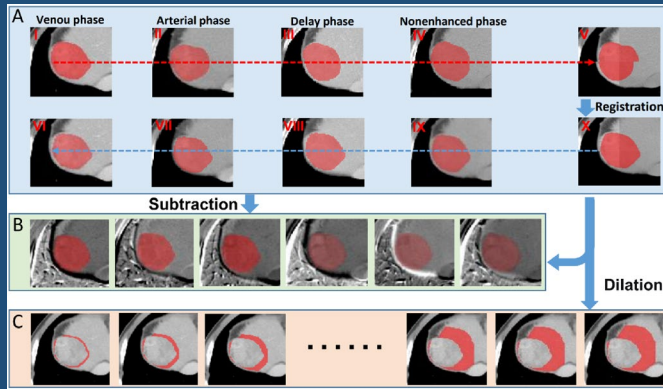 A
Venou phase
Arterial phase
Delay phase
Nonenhanced phase
I
II
III
IV
V
Registration
VI
VII
VIII
IX
X
Subtraction
B
Dilation
C